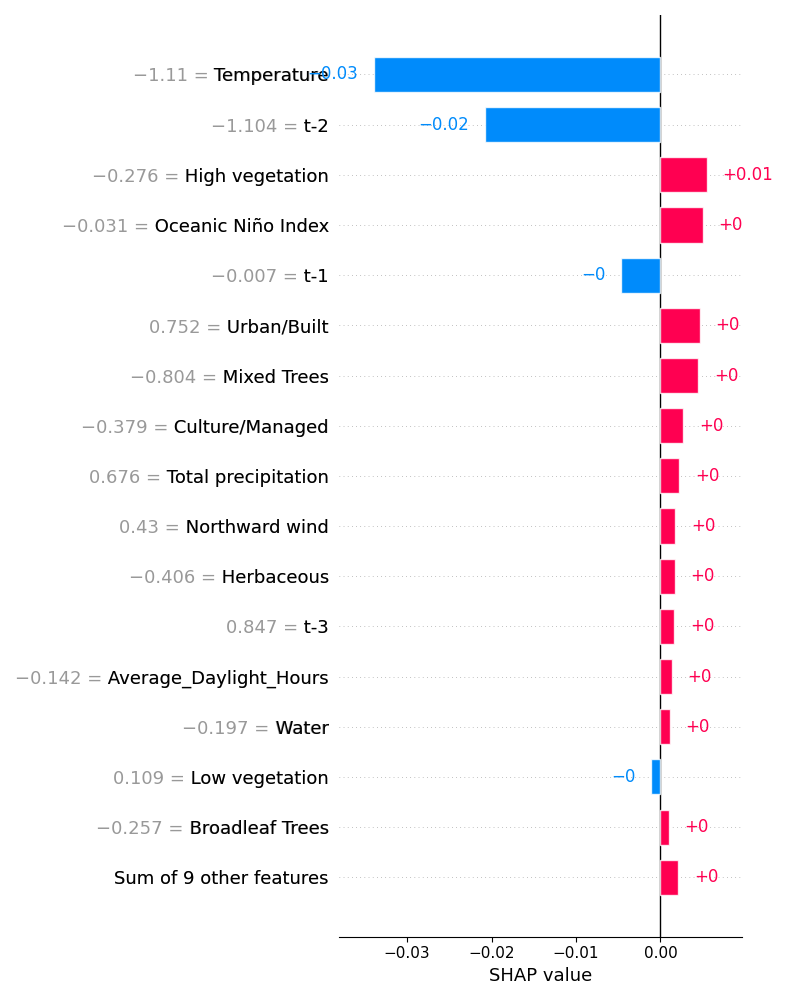 −1.11 = Temperature −0.03
−1.104 = t-2 −0.02
−0.276 = High vegetation +0.01
−0.031 = Oceanic Niño Index +0
−0.007 = t-1 −0
0.752 = Urban/Built +0
−0.804 = Mixed Trees +0
−0.379 = Culture/Managed +0
0.676 = Total precipitation +0
0.43 = Northward wind +0
−0.406 = Herbaceous +0
0.847 = t-3 +0
−0.142 = Average_Daylight_Hours +0
−0.197 = Water +0
0.109 = Low vegetation −0
−0.257 = Broadleaf Trees +0
Sum of 9 other features +0
−0.03 −0.02 −0.01 0.00
SHAP value